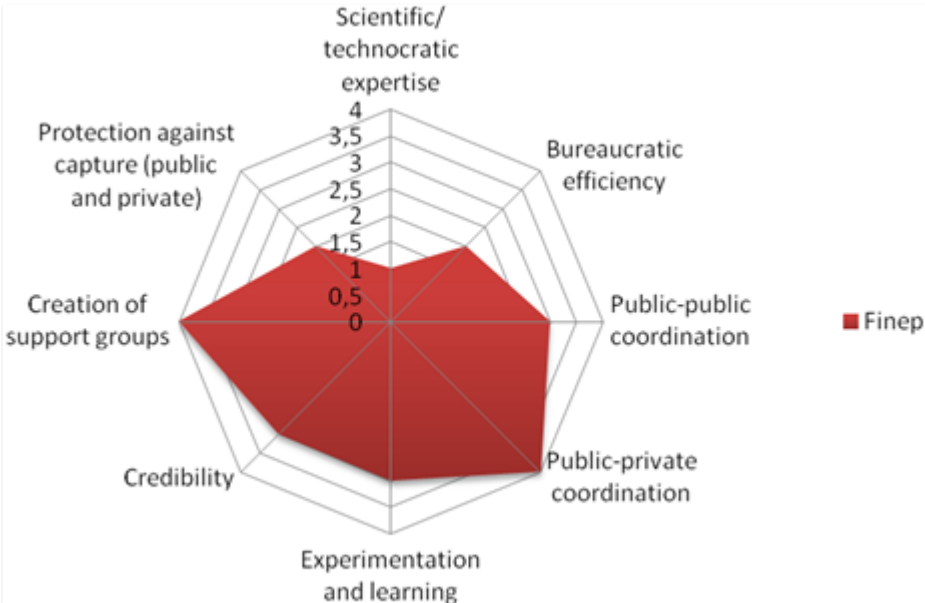 Scientific/
technocratic
expertise
4
3,5
3
2,5
2
1,5
1
0,5
0
Bureaucratic
efficiency
Public-public
coordination
Public-private
coordination
Experimentation
and learning
Credibility
Creation of
support groups
Protection against
capture (public
and private)
Finep